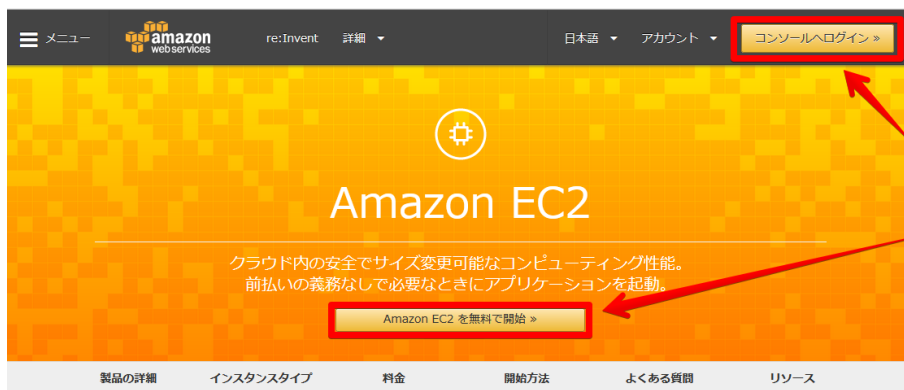 メニュー
amazon
webservices
re:Invent
詳細
日本語
アカウント
コンソールへログイン »
Amazon EC2
クラウド内の安全でサイズ変更可能なコンピューティング性能。
前払いの義務なしで必要なときにアプリケーションを起動。
Amazon EC2 を無料で開始 »
製品の詳細
インスタンスタイプ
料金
開始方法
よくある質問
リソース